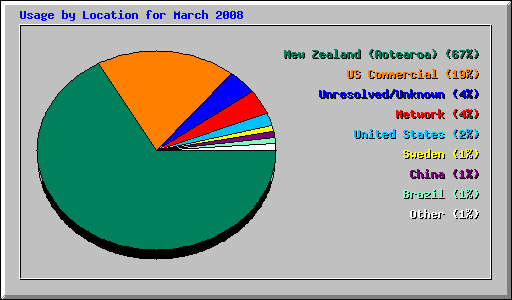 Usage by Location for March 2008
New Zealand (Aotearoa) (67%)
US Commercial (19%)
Unresolved/Unknown (4%)
Network (4%)
United States (2%)
Sweden (1%)
China (1%)
Brazil (1%)
Other (1%)